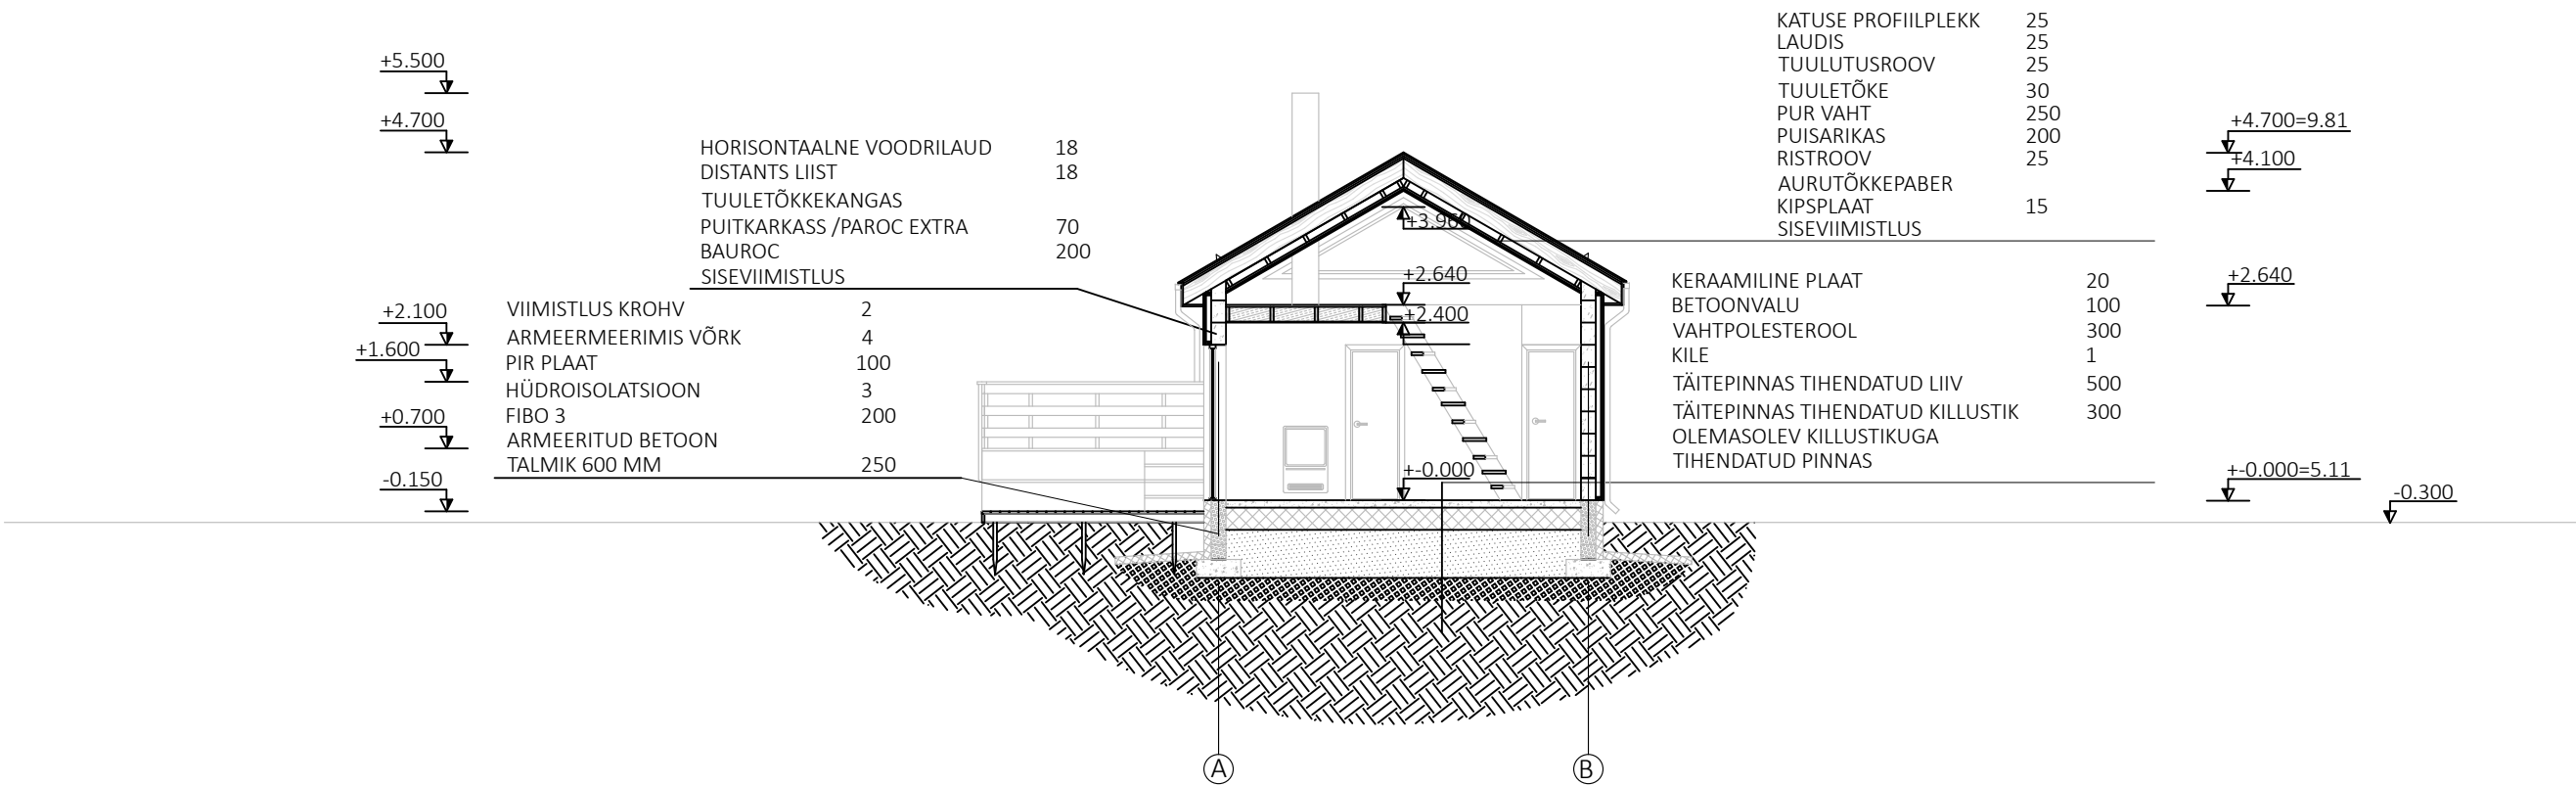 +5.500
+4.700
+2.100
+1.600
+0.700
-0.150
HORISONTAALNE VOODRILAUD 18
DISTANTS LIIST 18
TUULETÕKKEKANGAS
PUITKARKASS /PAROC EXTRA 70
BAUROC 200
SISEVIIMISTLUS
VIIMISTLUS KROHV 2
ARMEERMEERIMIS VÕRK 4
PIR PLAAT 100
HÜDROISOLATSIOON 3
FIBO 3 200
ARMEERITUD BETOON
TALMIK 600 MM 250
+3.960
+2.640
+2.400
+-0.000
KATUSE PROFIILPLEKK 25
LAUDIS 25
TUULUTUSROOV 25
TUULETÕKE 30
PUR VAHT 250
PUISARIKAS 200
RISTROOV 25
AURUTÕKKEPABER
KIPSPLAAT 15
SISEVIIMISTLUS
KERAAMILINE PLAAT 20
BETOONVALU 100
VAHTPOLESTEROOL 300
KILE 1
TÄITEPINNAS TIHENDATUD LIIV 500
TÄITEPINNAS TIHENDATUD KILLUSTIK 300
OLEMASOLEV KILLUSTIKUGA
TIHENDATUD PINNAS
+4.700=9.81
+4.100
+2.640
+-0.000=5.11
-0.300
A
B